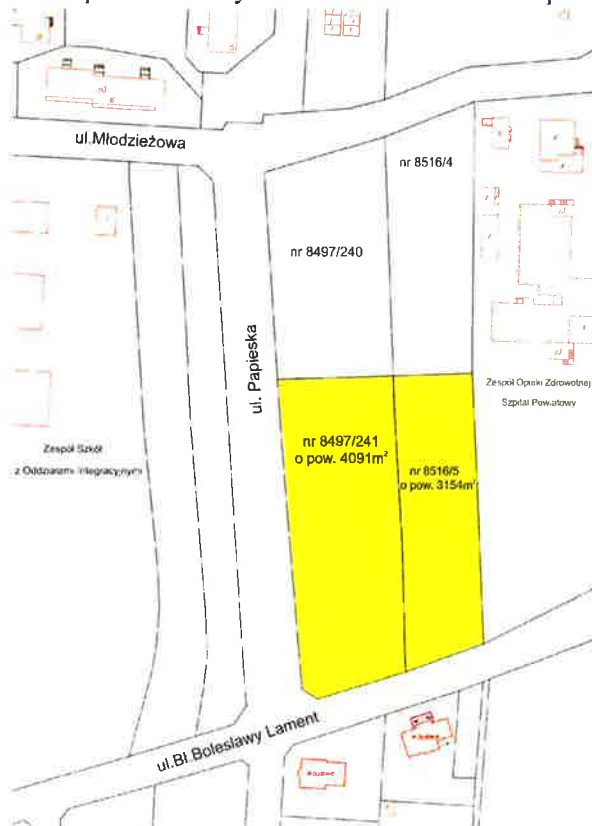 ul.Młodzieżowa
nr 8516/4
nr 8497/240
ul. Papieska
Zespół Opieki Zdrowotnej
Szpital Powiatowy
nr 8497/241
o pow. 4091m²
nr 8516/5
o pow. 3154m²
Zespół Szkół
z Oddziałami Integracyjnymi
ul.Bł.Bolesławy Lament